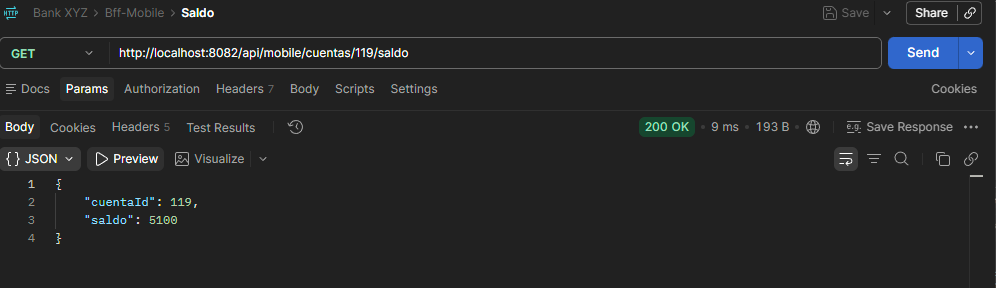 HTTP Bank XYZ > Bff-Mobile > Saldo Save Share
GET http://localhost:8082/api/mobile/cuentas/119/saldo Send
Docs Params Authorization Headers 7 Body Scripts Settings Cookies
Body Cookies Headers 5 Test Results 200 OK • 9 ms • 193 B • e.g. Save Response •••
{} JSON Preview Visualize
1 {
2 "cuentaId": 119,
3 "saldo": 5100
4 }